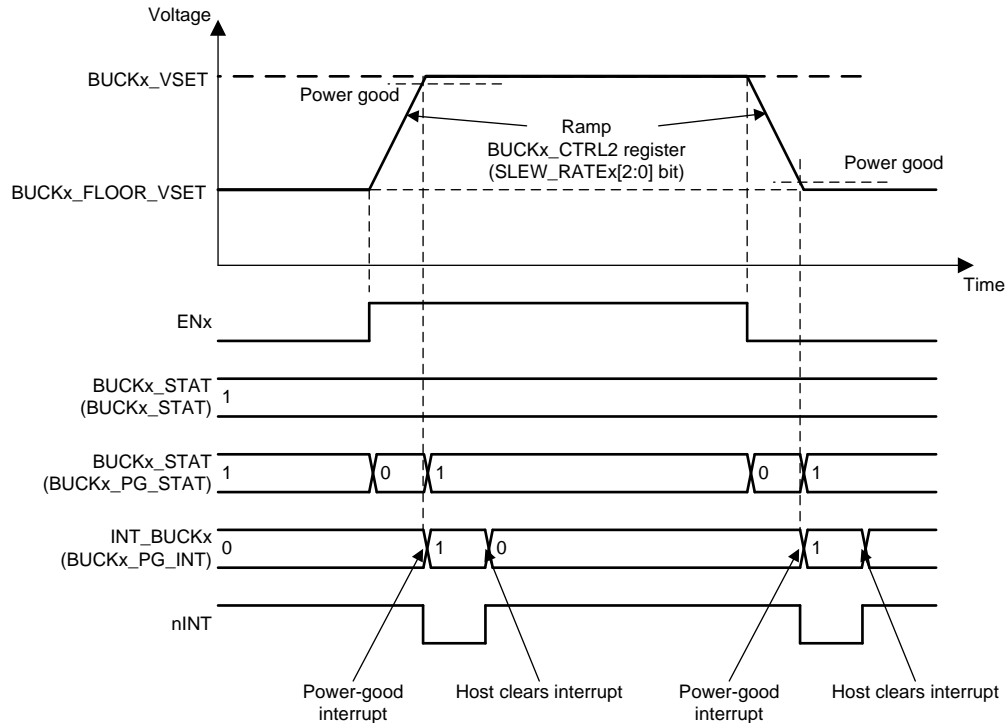 Voltage
BUCKx_VSET
Power good
Ramp
BUCKx_CTRL2 register
(SLEW_RATEx[2:0] bit)
Power good
BUCKx_FLOOR_VSET
Time
ENx
BUCKx_STAT
(BUCKx_STAT)
1
BUCKx_STAT
(BUCKx_PG_STAT)
1
0
1
0
1
INT_BUCKx
(BUCKx_PG_INT)
0
1
0
1
nINT
Power-good
interrupt
Host clears interrupt
Power-good
interrupt
Host clears interrupt